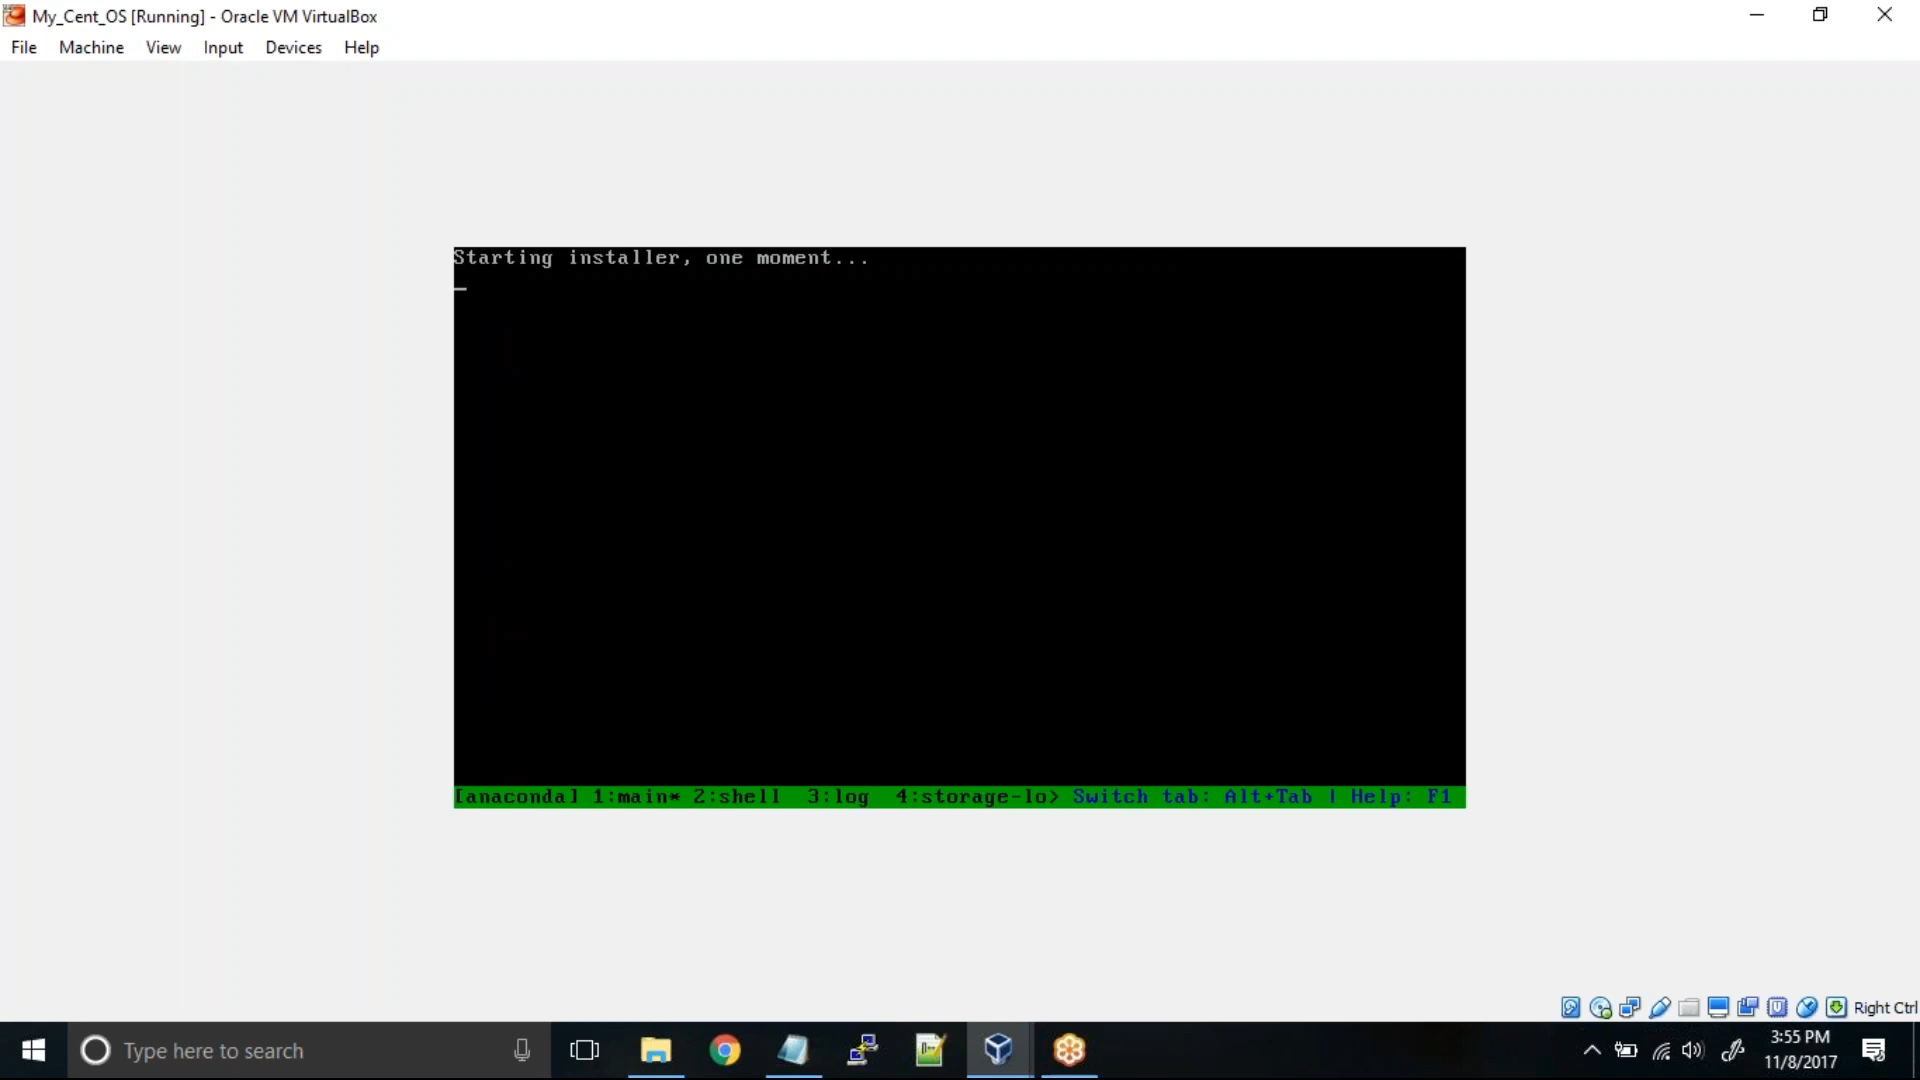 My_Cent_OS [Running] - Oracle VM VirtualBox
File Machine View Input Devices Help
Starting installer, one moment...
[anaconda] 1:main* 2:shell 3:log 4:storage-lo> Switch tab: Alt+Tab | Help: F1
Right Ctrl
Type here to search
3:55 PM
11/8/2017